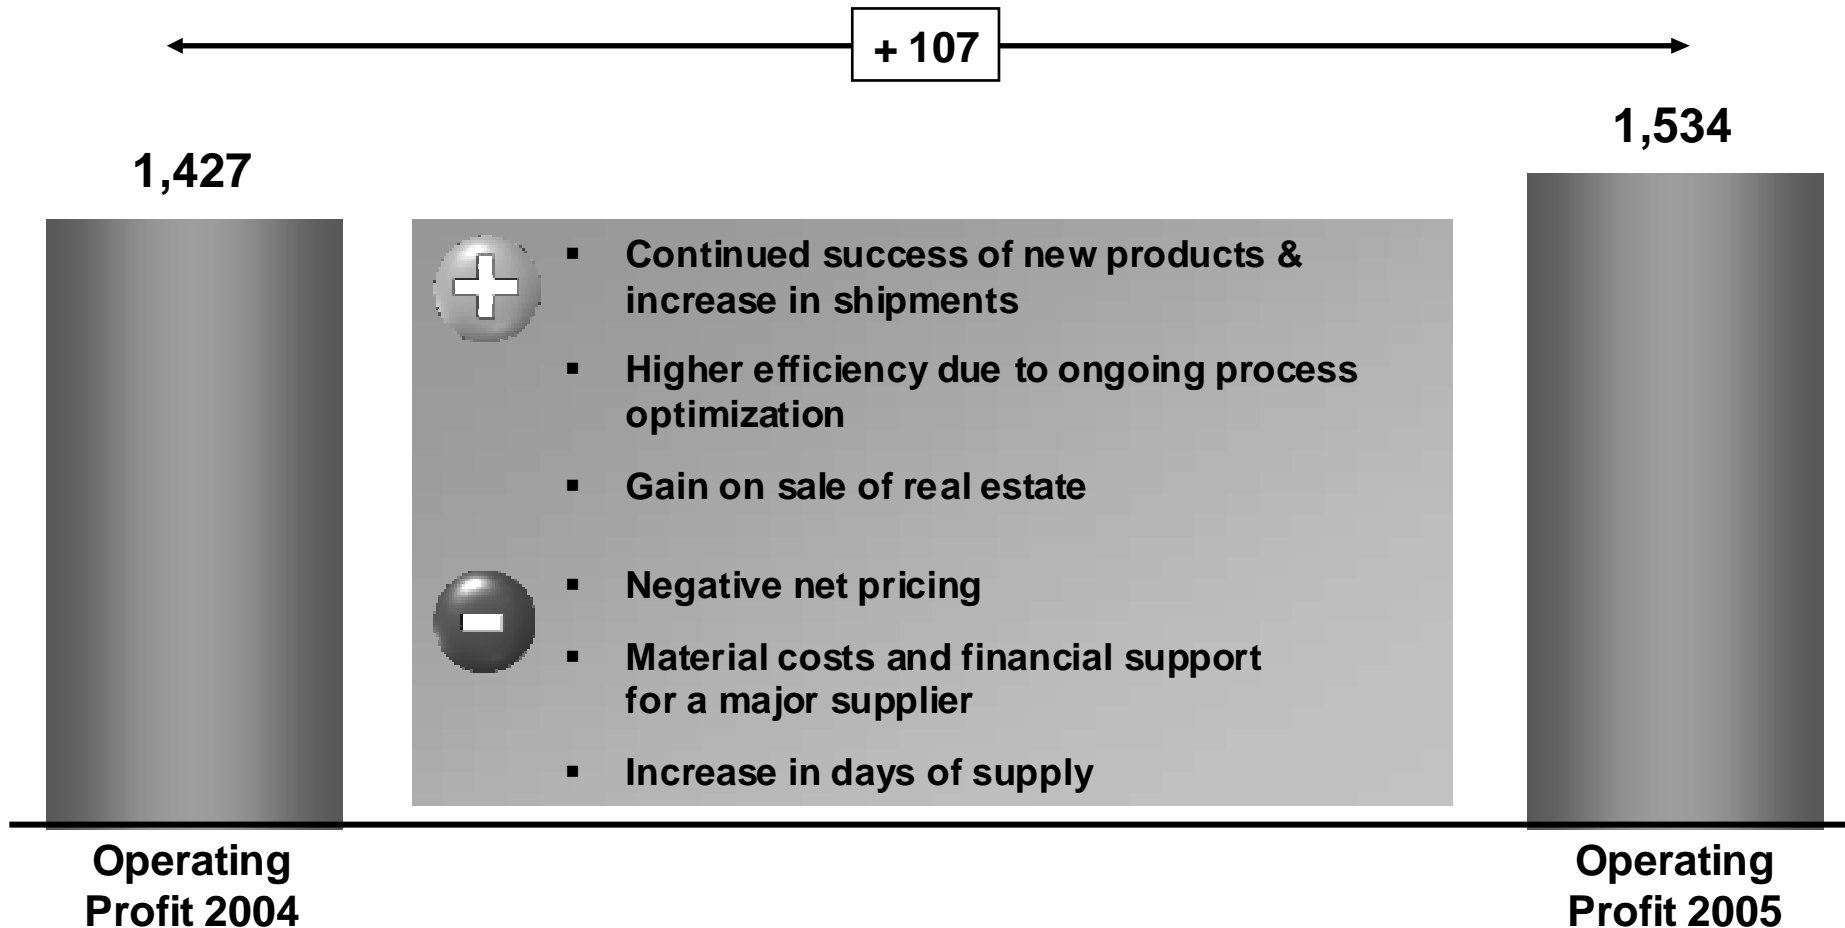 + 107
1,427
1,534
▪ Continued success of new products &
increase in shipments
▪ Higher efficiency due to ongoing process
optimization
▪ Gain on sale of real estate
▪ Negative net pricing
▪ Material costs and financial support
for a major supplier
▪ Increase in days of supply
Operating
Profit 2004
Operating
Profit 2005